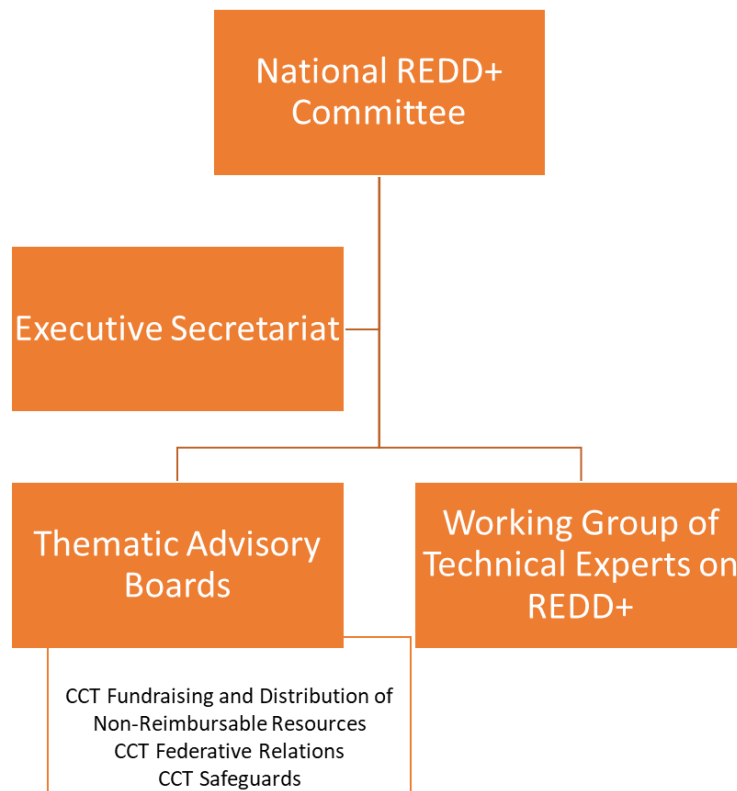 National REDD+
Committee
Executive Secretariat
Thematic Advisory
Boards
Working Group of
Technical Experts on
REDD+
CCT Fundraising and Distribution of
Non-Reimbursable Resources
CCT Federative Relations
CCT Safeguards